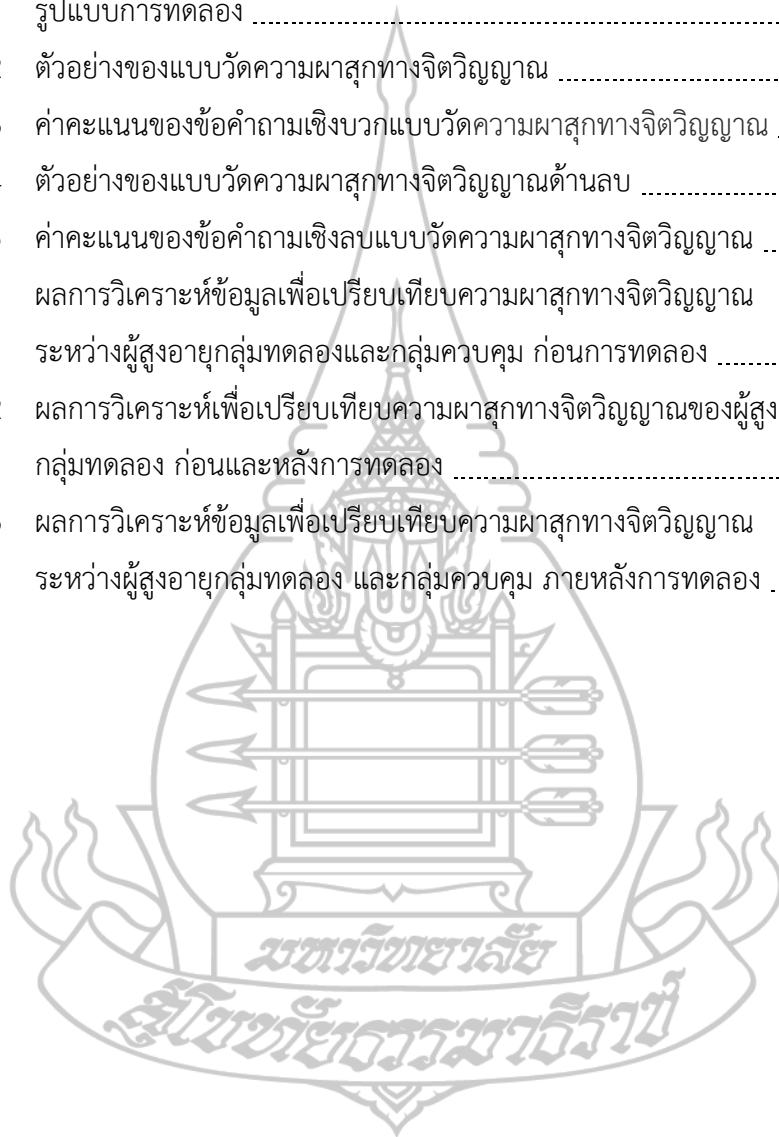 รูปแบบการทดลอง
ตัวอย่างของแบบวัดความผาสุกทางจิตวิญญาณ
ค่าคะแนนของข้อคำถามเชิงบวกแบบวัดความผาสุกทางจิตวิญญาณ
ตัวอย่างของแบบวัดความผาสุกทางจิตวิญญาณด้านลบ
ค่าคะแนนของข้อคำถามเชิงลบแบบวัดความผาสุกทางจิตวิญญาณ
ผลการวิเคราะห์ข้อมูลเพื่อเปรียบเทียบความผาสุกทางจิตวิญญาณ
ระหว่างผู้สูงอายุกลุ่มทดลองและกลุ่มควบคุม ก่อนการทดลอง
ผลการวิเคราะห์เพื่อเปรียบเทียบความผาสุกทางจิตวิญญาณของผู้สูง
กลุ่มทดลอง ก่อนและหลังการทดลอง
ผลการวิเคราะห์ข้อมูลเพื่อเปรียบเทียบความผาสุกทางจิตวิญญาณ
ระหว่างผู้สูงอายุกลุ่มทดลอง และกลุ่มควบคุม ภายหลังการทดลอง
มหาวิทยาลัย
สุโขทัยธรรมาธิราช